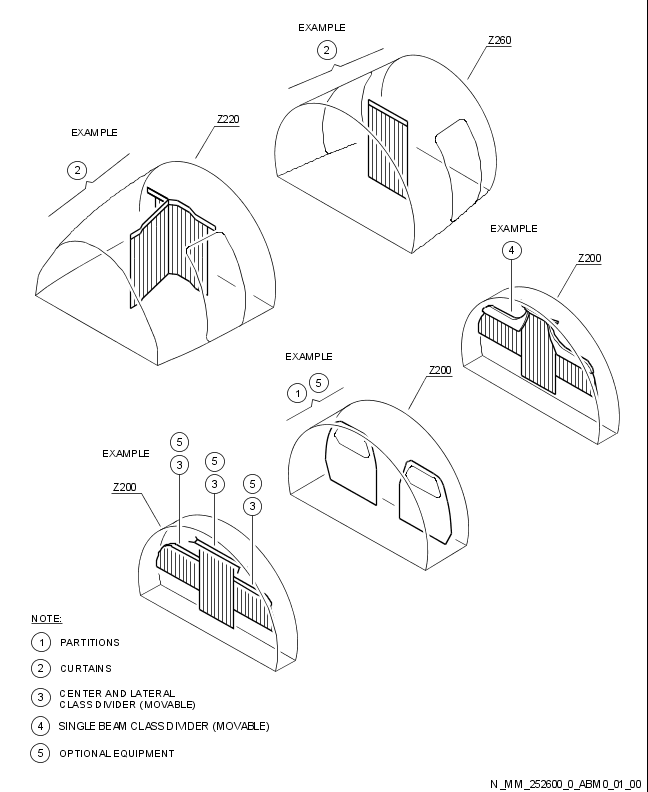 EXAMPLE
2
Z260
EXAMPLE
2
Z220
EXAMPLE
4
Z200
EXAMPLE
1 5
Z200
EXAMPLE
5 5 5
3 3 3
Z200
NOTE:
1 PARTITIONS
2 CURTAINS
3 CENTER AND LATERAL
CLASS DIVIDER (MOVABLE)
4 SINGLE BEAM CLASS DIVIDER (MOVABLE)
5 OPTIONAL EQUIPMENT
N_MM_252600_0_ABM0_01_00